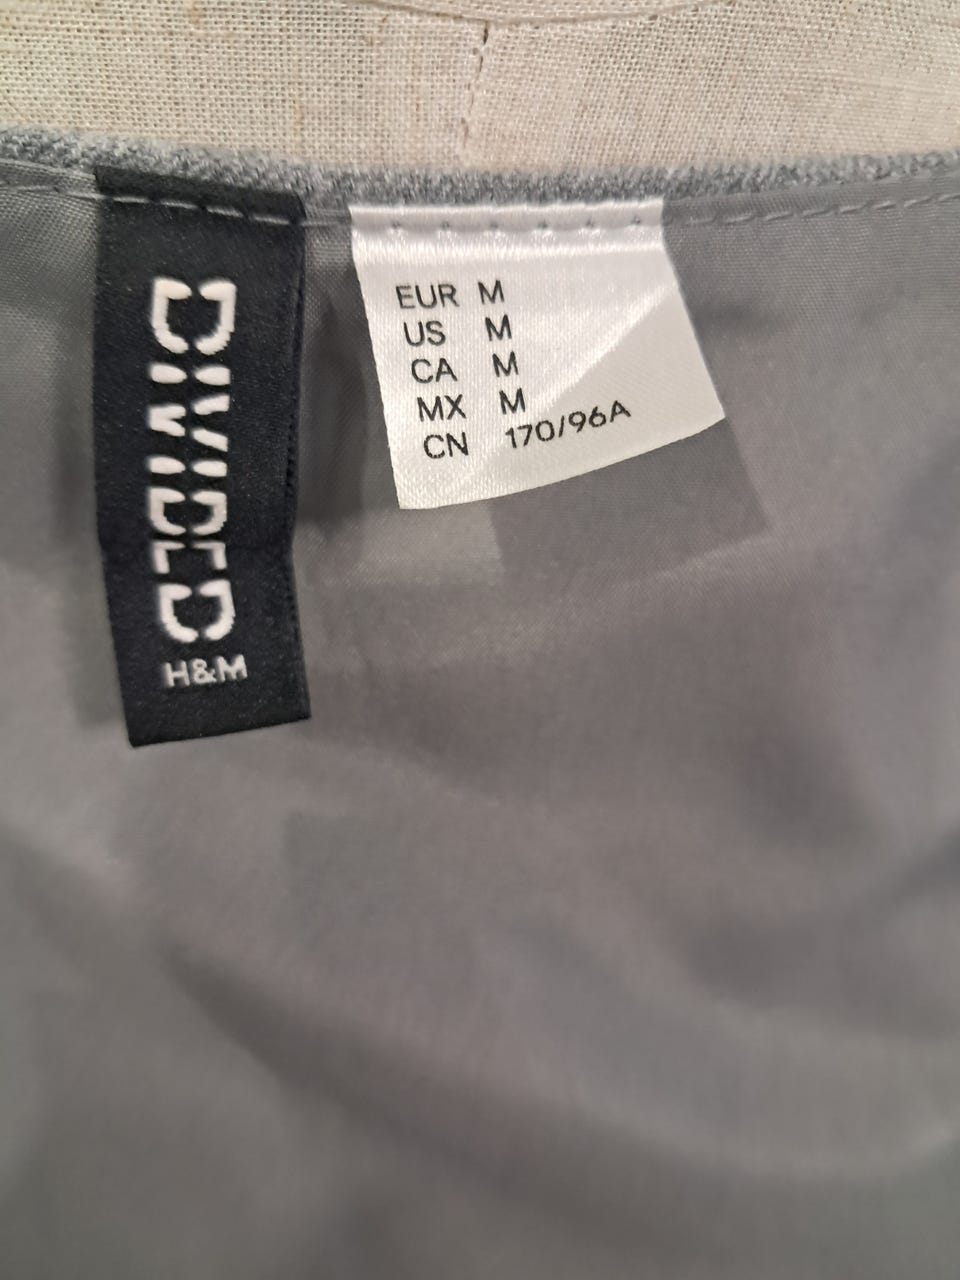 DIVIDED
H&M
EUR M
US M
CA M
MX M
CN 170/96A